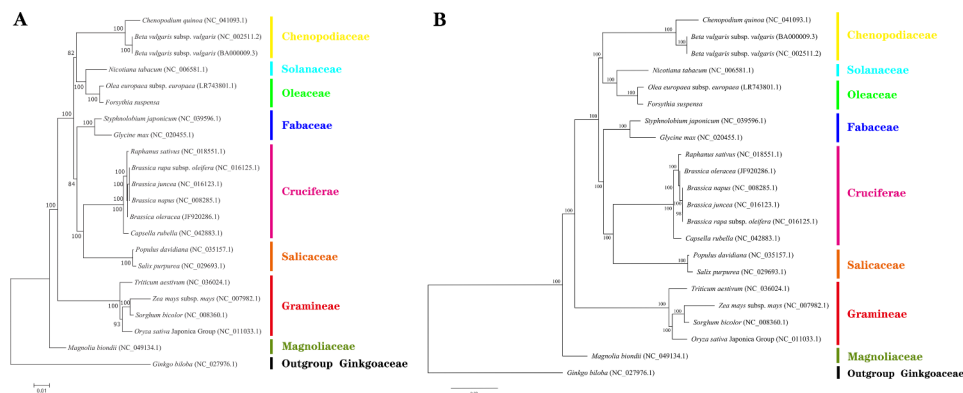 A
Chenopodium quinoa (NC_041093.1)
100
Beta vulgaris subsp. vulgaris (NC_002511.2)
100
Beta vulgaris subsp. vulgaris (BA000009.3)
Chenopodiaceae
82
Nicotiana tabacum (NC_006581.1)
Solanaceae
100
Olea europaea subsp. europaea (LR743801.1)
100
Forsythia suspensa
Oleaceae
100
Styphnolobium japonicum (NC_039596.1)
100
Glycine max (NC_020455.1)
Fabaceae
Raphanus sativus (NC_018551.1)
100
Brassica rapa subsp. oleifera (NC_016125.1)
84
100
Brassica juncea (NC_016123.1)
100
Brassica napus (NC_008285.1)
100
100
Brassica oleracea (JF920286.1)
Capsella rubella (NC_042883.1)
Cruciferae
100
Populus davidiana (NC_035157.1)
100
Salix purpurea (NC_029693.1)
Salicaceae
Triticum aestivum (NC_036024.1)
100
100
Zea mays subsp. mays (NC_007982.1)
Sorghum bicolor (NC_008360.1)
93
Oryza sativa Japonica Group (NC_011033.1)
Gramineae
Magnolia biondii (NC_049134.1)
Magnoliaceae
Ginkgo biloba (NC_027976.1)
Outgroup Ginkgoaceae
0.01
B
Chenopodium quinoa (NC_041093.1)
100
Beta vulgaris subsp. vulgaris (BA000009.3)
100
Beta vulgaris subsp. vulgaris (NC_002511.2)
Chenopodiaceae
100
Nicotiana tabacum (NC_006581.1)
Solanaceae
100
Olea europaea subsp. europaea (LR743801.1)
100
Forsythia suspensa
Oleaceae
100
Styphnolobium japonicum (NC_039596.1)
100
Glycine max (NC_020455.1)
Fabaceae
Raphanus sativus (NC_018551.1)
100
Brassica oleracea (JF920286.1)
100
100
Brassica napus (NC_008285.1)
100
Brassica juncea (NC_016123.1)
100
90
Brassica rapa subsp. oleifera (NC_016125.1)
Capsella rubella (NC_042883.1)
Cruciferae
100
Populus davidiana (NC_035157.1)
100
Salix purpurea (NC_029693.1)
Salicaceae
Triticum aestivum (NC_036024.1)
100
Zea mays subsp. mays (NC_007982.1)
100
100
Sorghum bicolor (NC_008360.1)
100
Oryza sativa Japonica Group (NC_011033.1)
Gramineae
Magnolia biondii (NC_049134.1)
Magnoliaceae
Ginkgo biloba (NC_027976.1)
Outgroup Ginkgoaceae